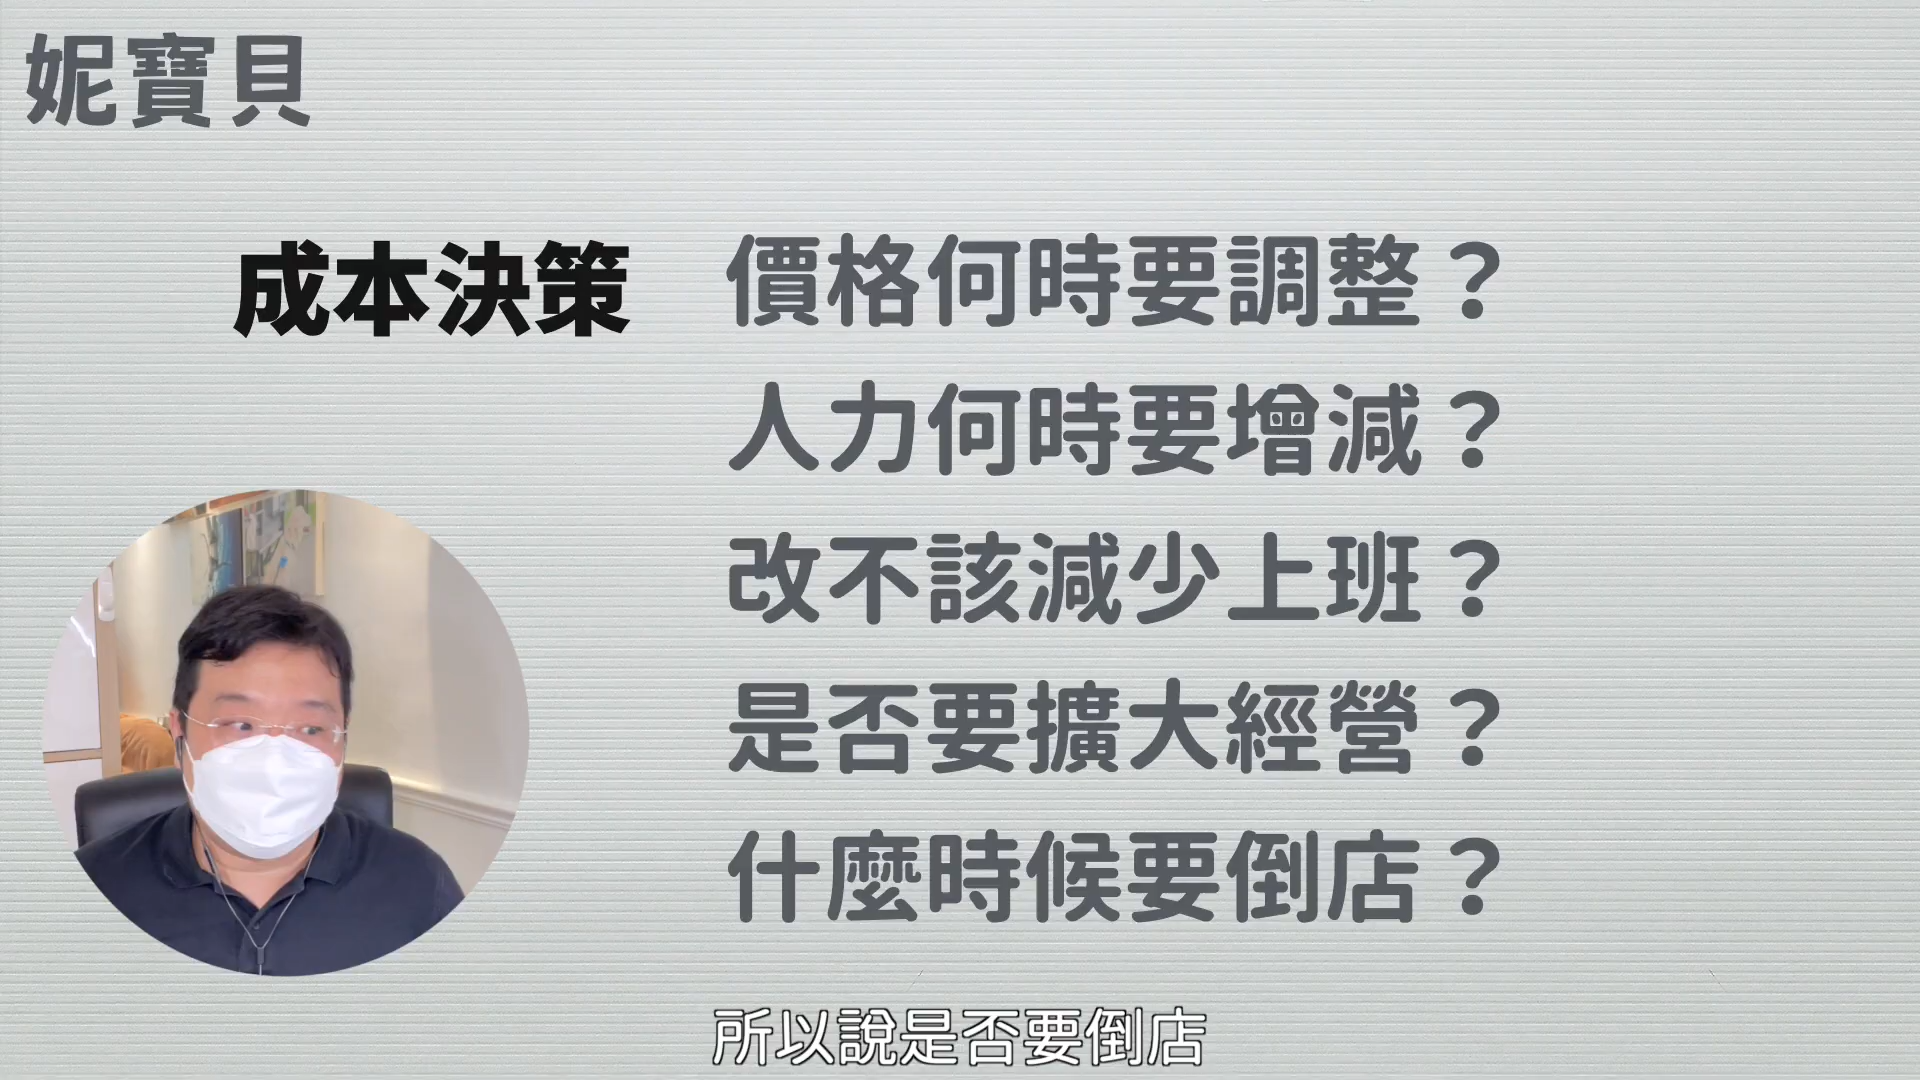 妮寶貝
成本決策
價格何時要調整？
人力何時要增減？
改不該減少上班？
是否要擴大經營？
什麼時候要倒店？
所以說是否要倒店